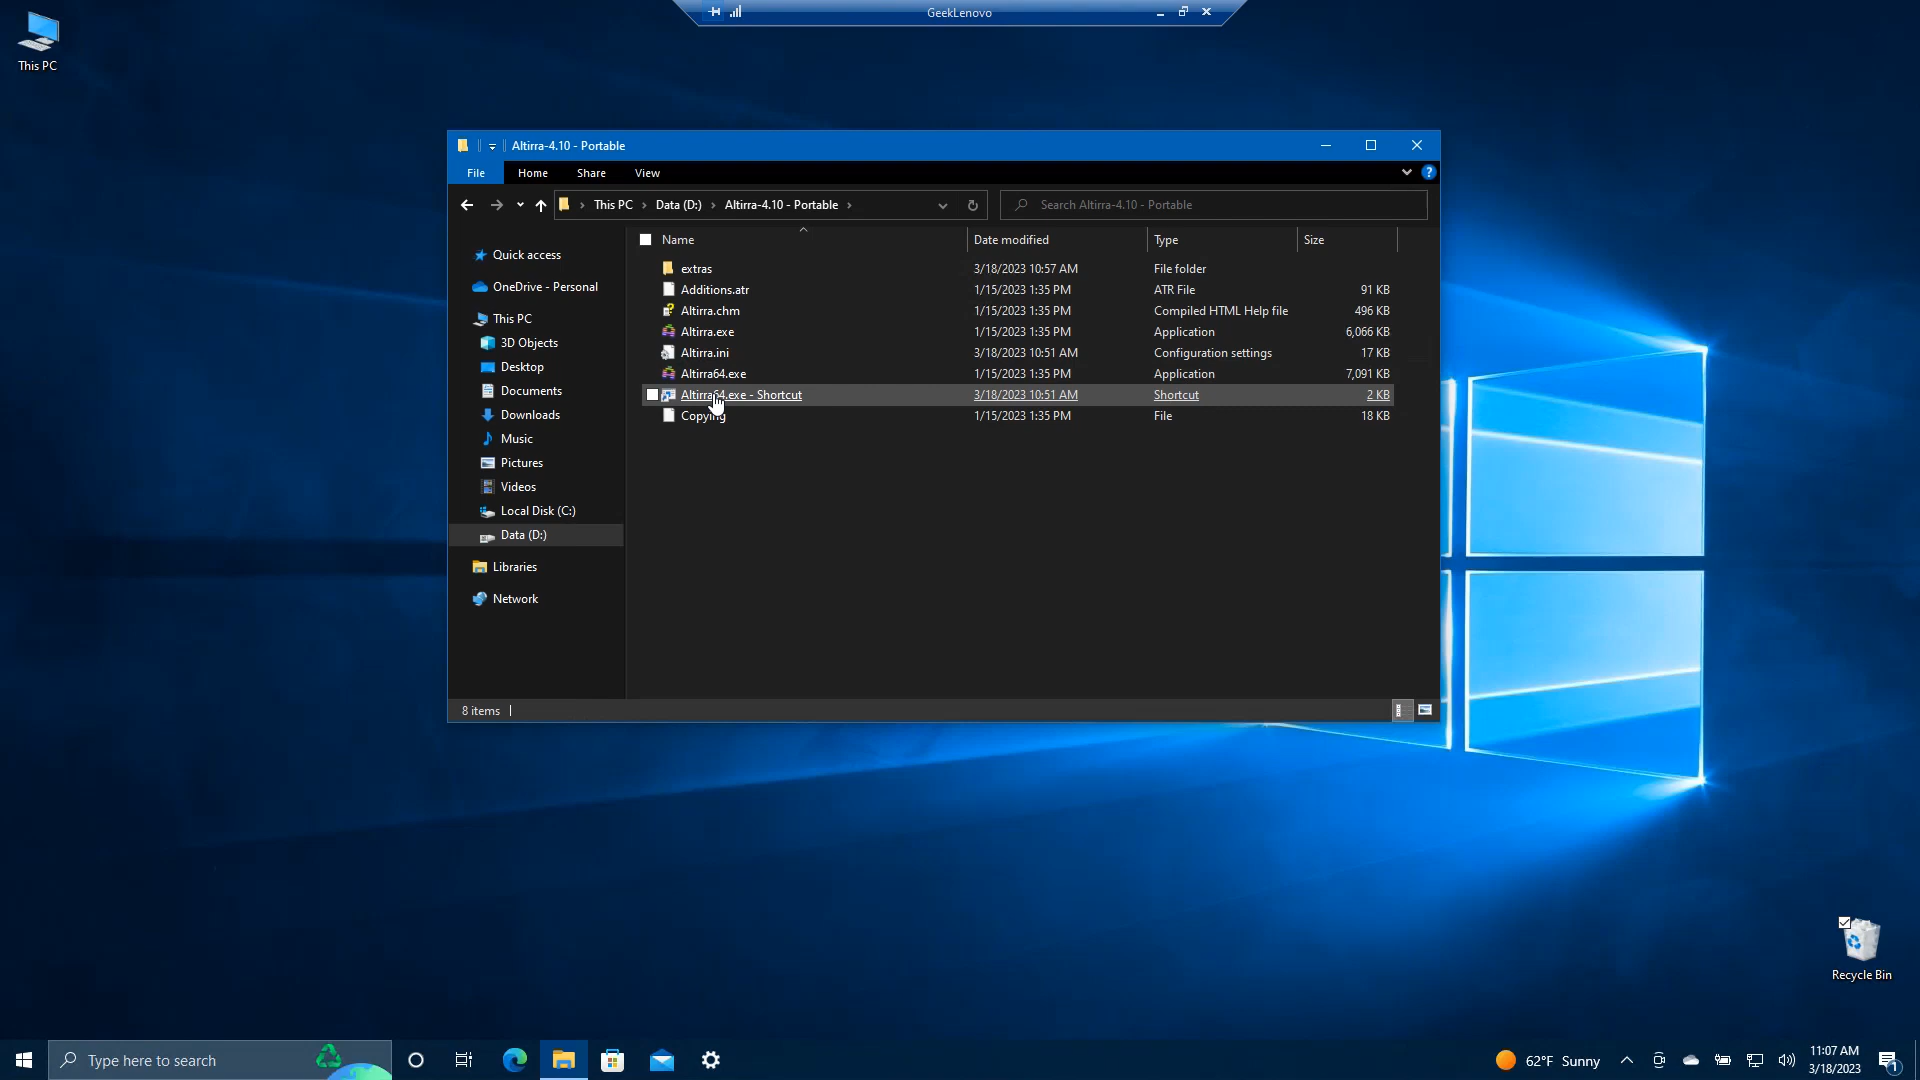 GeekLenovo
This PC
Altirra-4.10 - Portable
File Home Share View
This PC Data (D:) Altirra-4.10 - Portable
Search Altirra-4.10 - Portable
Name Date modified Type Size
Quick access
OneDrive - Personal
This PC
3D Objects
Desktop
Documents
Downloads
Music
Pictures
Videos
Local Disk (C:)
Data (D:)
Libraries
Network
extras 3/18/2023 10:57 AM File folder
Additions.atr 1/15/2023 1:35 PM ATR File 91 KB
Altirra.chm 1/15/2023 1:35 PM Compiled HTML Help file 496 KB
Altirra.exe 1/15/2023 1:35 PM Application 6,066 KB
Altirra.ini 3/18/2023 10:51 AM Configuration settings 17 KB
Altirra64.exe 1/15/2023 1:35 PM Application 7,091 KB
Altirra64.exe - Shortcut 3/18/2023 10:51 AM Shortcut 2 KB
Copying 1/15/2023 1:35 PM File 18 KB
8 items
Recycle Bin
Type here to search
62°F Sunny
11:07 AM
3/18/2023
1